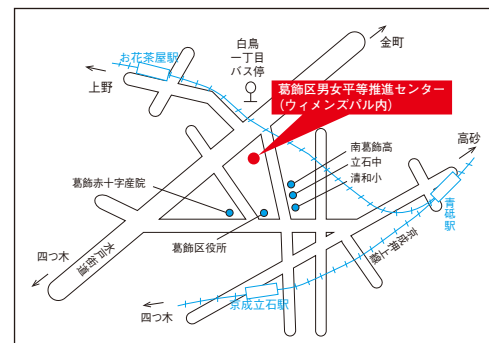 お花茶屋駅
白鳥
一丁目
バス停
金町
上野
葛飾区男女平等推進センター
(ウィメンズパル内)
高砂
南葛飾高
立石中
清和小
葛飾赤十字産院
青砥駅
葛飾区役所
四つ木
水戸街道
京成押上線
京成立石駅
四つ木